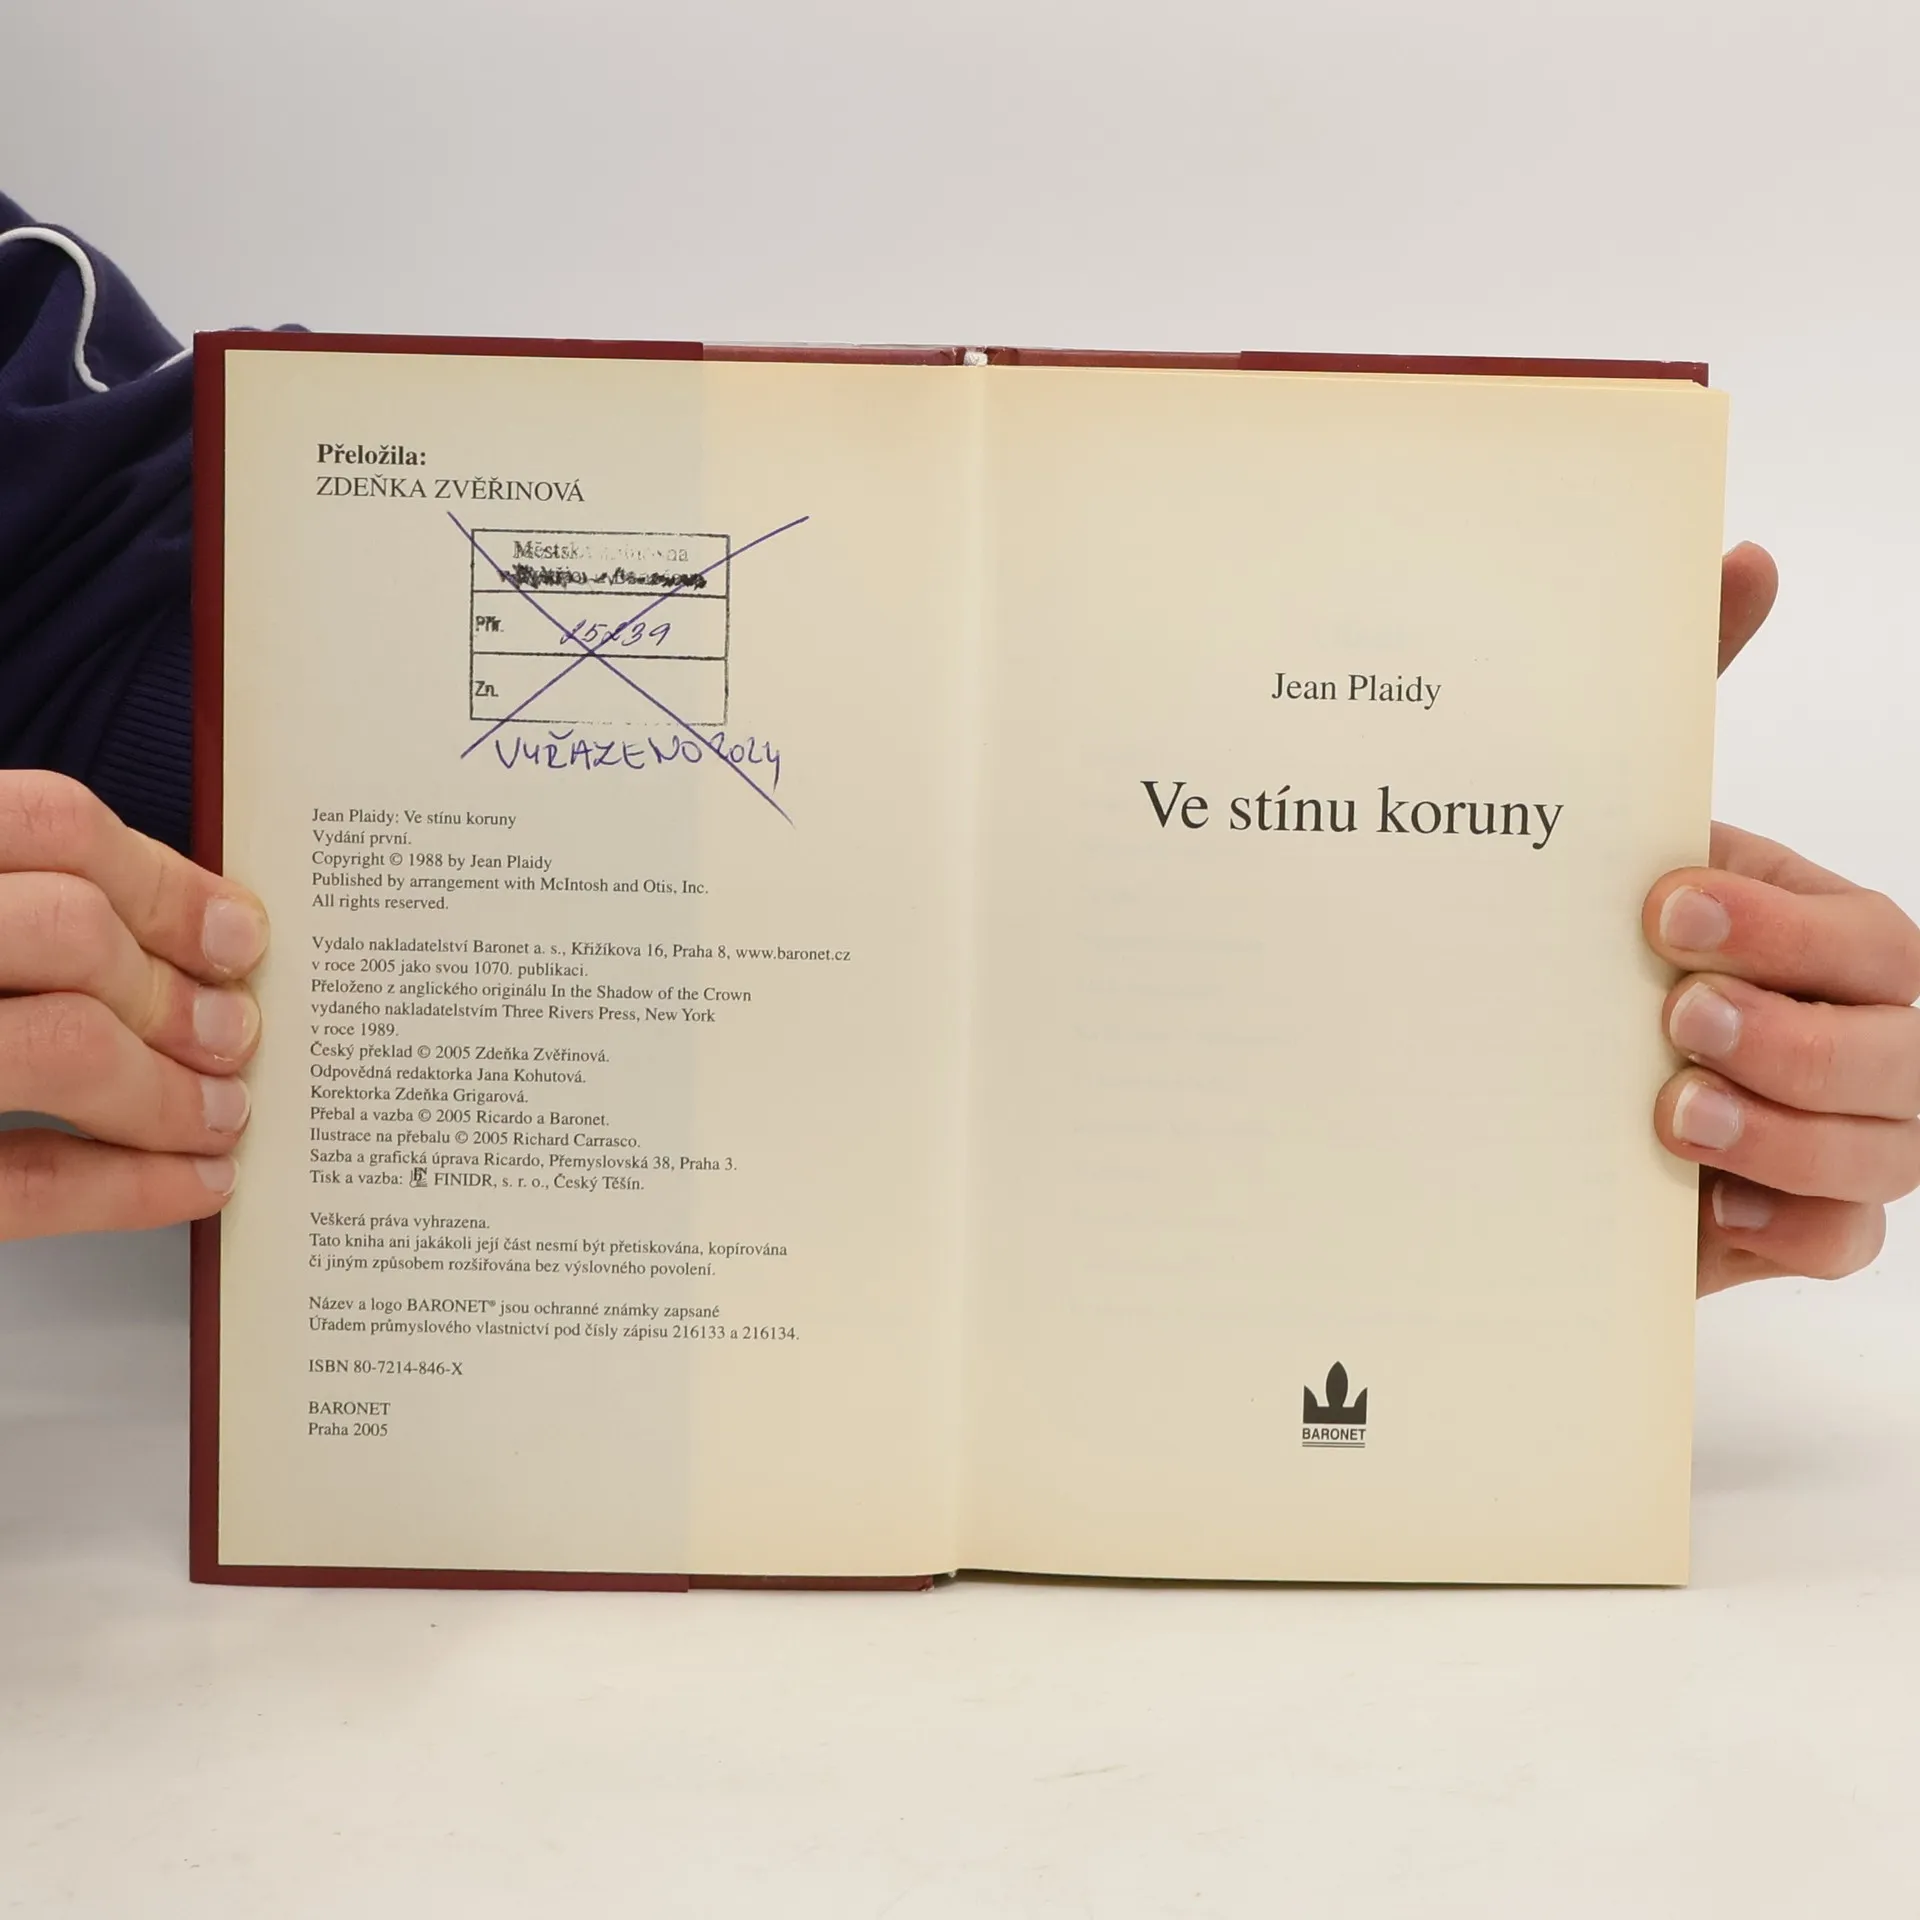 Přeložila:
ZDEŇKA ZVĚŘINOVÁ
Přír. 25239
Zn.
VYŘAZENO 2024
Jean Plaidy: Ve stínu koruny
Vydání první.
Copyright © 1988 by Jean Plaidy
Published by arrangement with McIntosh and Otis, Inc.
All rights reserved.
Vydalo nakladatelství Baronet a. s., Křižíkova 16, Praha 8, www.baronet.cz
v roce 2005 jako svou 1070. publikaci.
Přeloženo z anglického originálu In the Shadow of the Crown
vydaného nakladatelstvím Three Rivers Press, New York
v roce 1989.
Český překlad © 2005 Zdeňka Zvěřinová.
Odpovědná redaktorka Jana Kohutová.
Korektorka Zdeňka Grigarová.
Přebal a vazba © 2005 Ricardo a Baronet.
Ilustrace na přebalu © 2005 Richard Carrasco.
Sazba a grafická úprava Ricardo, Přemyslovská 38, Praha 3.
Tisk a vazba: FINIDR, s. r. o., Český Těšín.
Veškerá práva vyhrazena.
Tato kniha ani jakákoli její část nesmí být přetiskována, kopírována
či jiným způsobem rozšiřována bez výslovného povolení.
Název a logo BARONET® jsou ochranné známky zapsané
Úřadem průmyslového vlastnictví pod čísly zápisu 216133 a 216134.
ISBN 80-7214-846-X
BARONET
Praha 2005
Jean Plaidy
Ve stínu koruny
BARONET